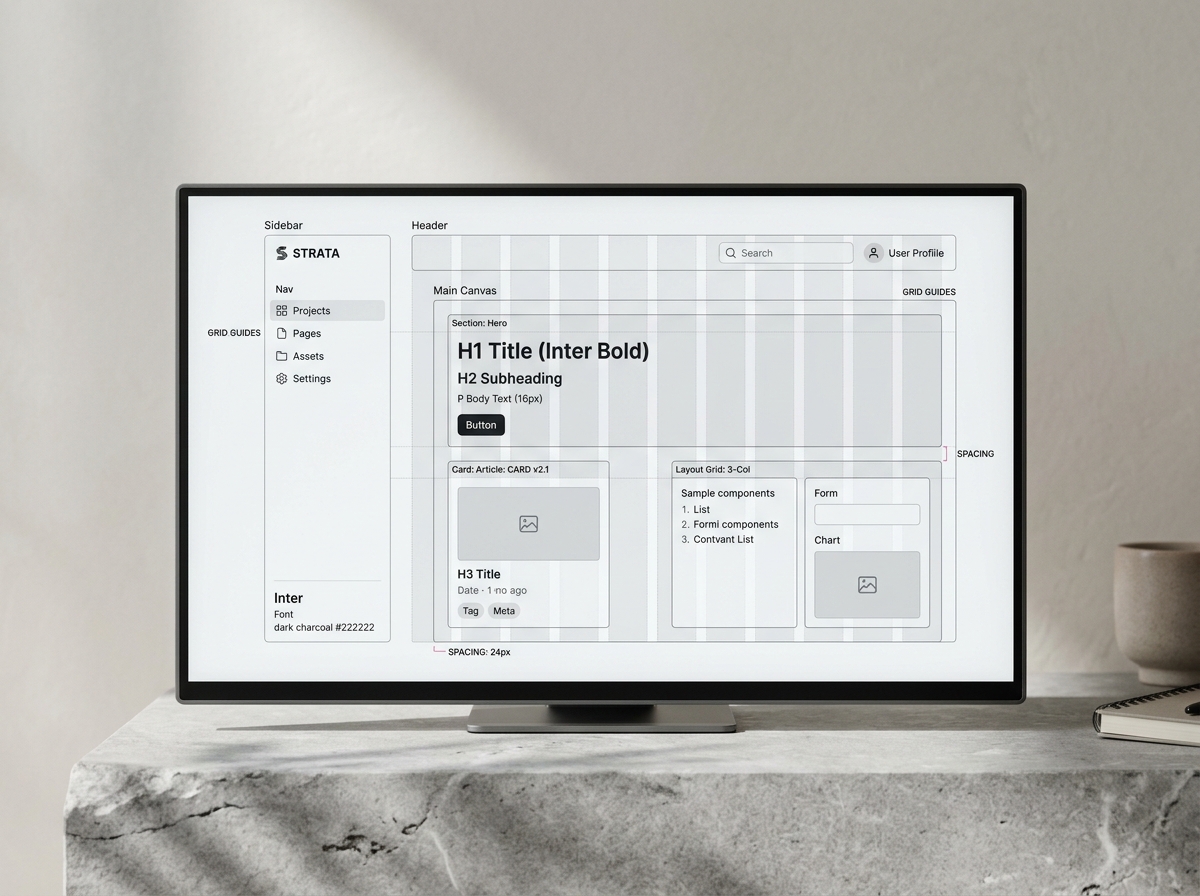 Sidebar
STRATA
Nav
Projects
GRID GUIDES
Pages
Assets
Settings
Inter
Font
dark charcoal #222222
Header
Search
User Profiile
Main Canvas
GRID GUIDES
Section: Hero
H1 Title (Inter Bold)
H2 Subheading
P Body Text (16px)
Button
SPACING
Card: Article: CARD v2.1
H3 Title
Date · 1 no ago
Tag
Meta
Layout Grid: 3-Col
Sample components
1. List
2. Formi components
3. Contvant List
Form
Chart
SPACING: 24px